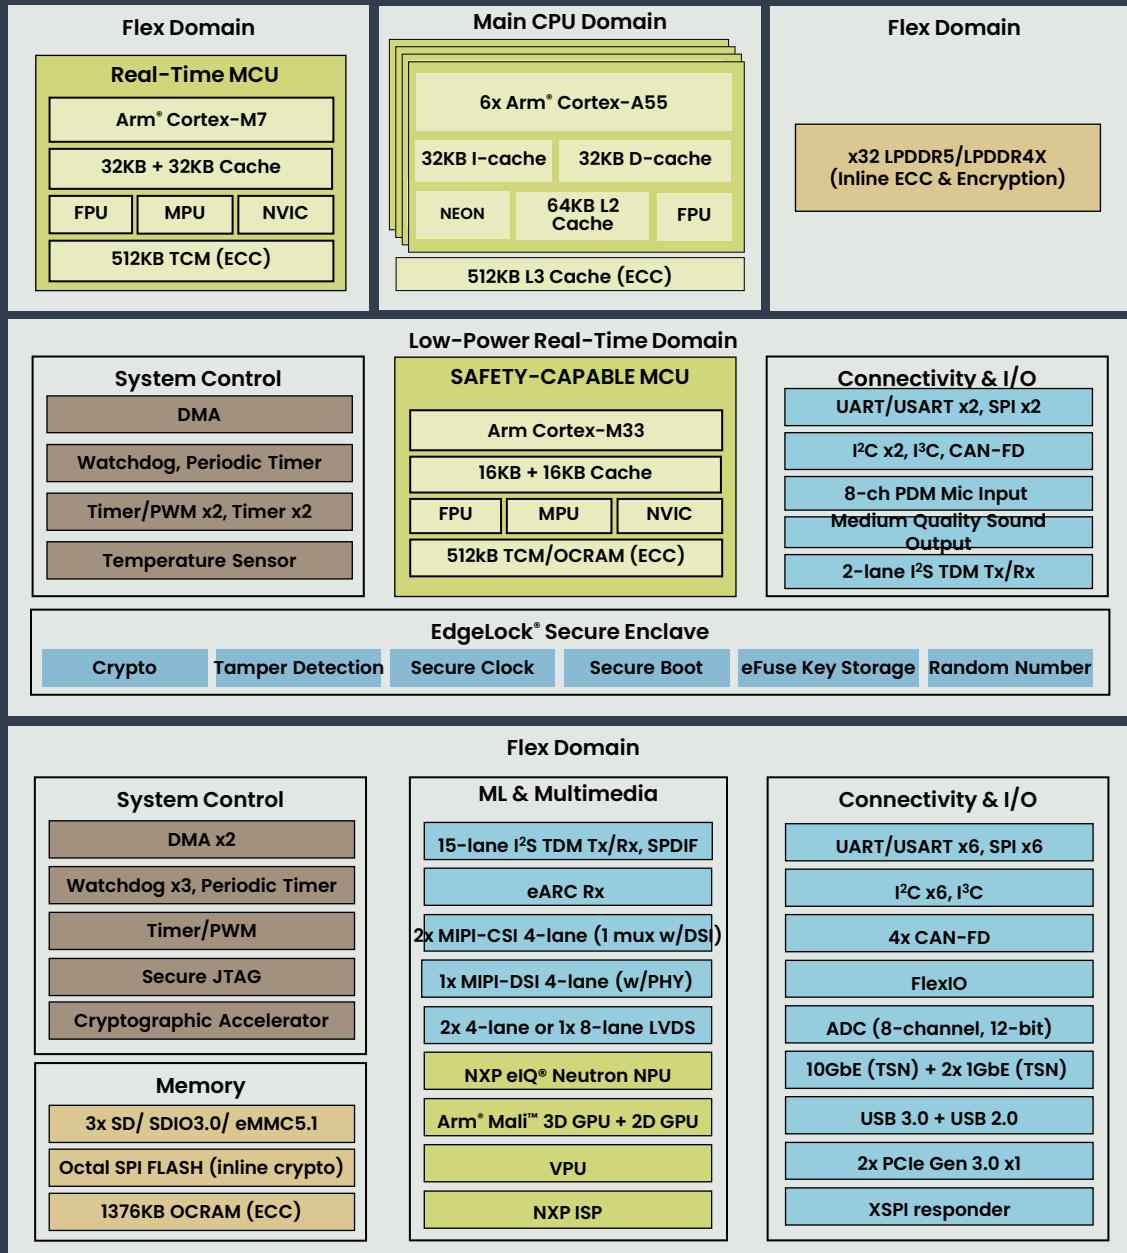 Flex Domain
Real-Time MCU
Arm® Cortex-M7
32KB + 32KB Cache
FPU
MPU
NVIC
512KB TCM (ECC)
Main CPU Domain
6x Arm® Cortex-A55
32KB I-cache
32KB D-cache
NEON
64KB L2
Cache
FPU
512KB L3 Cache (ECC)
Flex Domain
x32 LPDDR5/LPDDR4X
(Inline ECC & Encryption)
Low-Power Real-Time Domain
System Control
DMA
Watchdog, Periodic Timer
Timer/PWM x2, Timer x2
Temperature Sensor
SAFETY-CAPABLE MCU
Arm Cortex-M33
16KB + 16KB Cache
FPU
MPU
NVIC
512kB TCM/OCRAM (ECC)
Connectivity & I/O
UART/USART x2, SPI x2
I²C x2, I³C, CAN-FD
8-ch PDM Mic Input
Medium Quality Sound
Output
2-lane I²S TDM Tx/Rx
EdgeLock® Secure Enclave
Crypto
Tamper Detection
Secure Clock
Secure Boot
eFuse Key Storage
Random Number
Flex Domain
System Control
DMA x2
Watchdog x3, Periodic Timer
Timer/PWM
Secure JTAG
Cryptographic Accelerator
Memory
3x SD/ SDIO3.0/ eMMC5.1
Octal SPI FLASH (inline crypto)
1376KB OCRAM (ECC)
ML & Multimedia
15-lane I²S TDM Tx/Rx, SPDIF
eARC Rx
2x MIPI-CSI 4-lane (1 mux w/DSI)
1x MIPI-DSI 4-lane (w/PHY)
2x 4-lane or 1x 8-lane LVDS
NXP eIQ® Neutron NPU
Arm® Mali™ 3D GPU + 2D GPU
VPU
NXP ISP
Connectivity & I/O
UART/USART x6, SPI x6
I²C x6, I³C
4x CAN-FD
FlexIO
ADC (8-channel, 12-bit)
10GbE (TSN) + 2x 1GbE (TSN)
USB 3.0 + USB 2.0
2x PCIe Gen 3.0 x1
XSPI responder